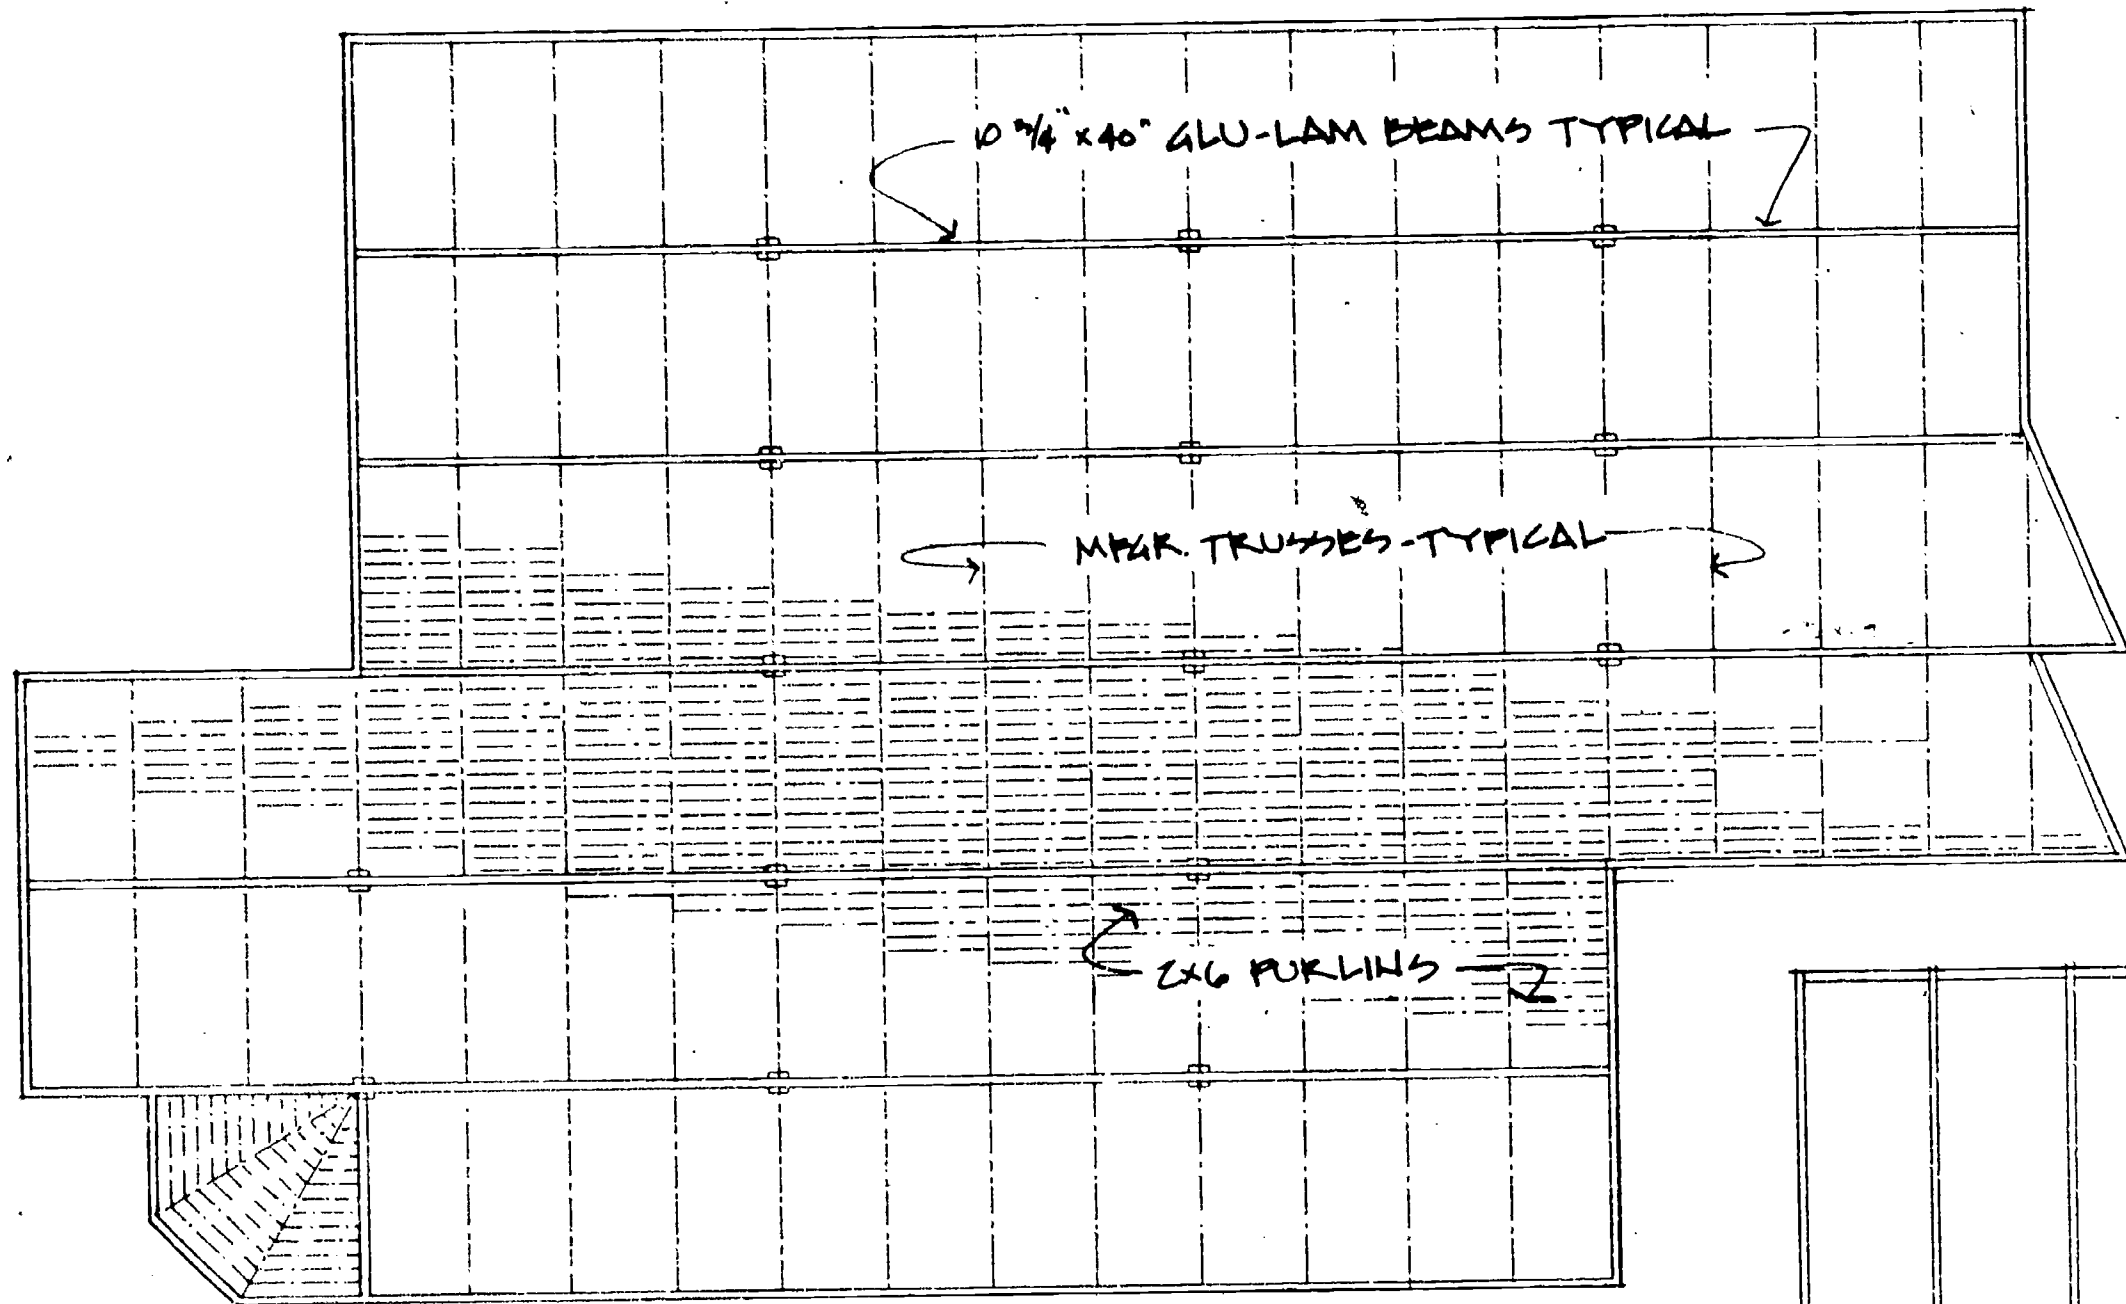 10 3/4" x 40" GLU-LAM BEAMS TYPICAL
MFGR. TRUSSES-TYPICAL
2x6 PURLINS